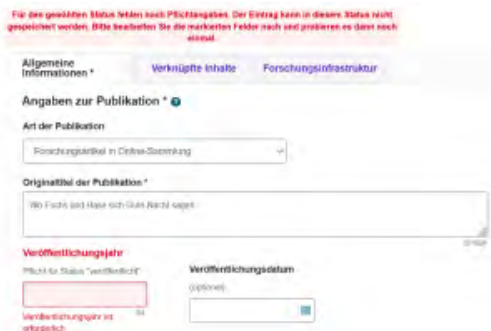 Für den gewählten Status fehlen noch Pflichtangaben. Der Eintrag kann in diesem Status nicht
gespeichert werden. Bitte bearbeiten Sie die markierten Felder nach und probieren es dann noch
einmal.
Allgemeine
Informationen *
Verknüpfte Inhalte
Forschungsinfrastruktur
Angaben zur Publikation *
Art der Publikation
Forschungsartikel in Online-Sammlung
Originaltitel der Publikation *
Wo Fuchs und Hase sich Gute Nacht sagen
Veröffentlichungsjahr
Pflicht für Status "veröffentlicht"
Veröffentlichungsdatum
(optional)
Veröffentlichungsjahr ist
erforderlich